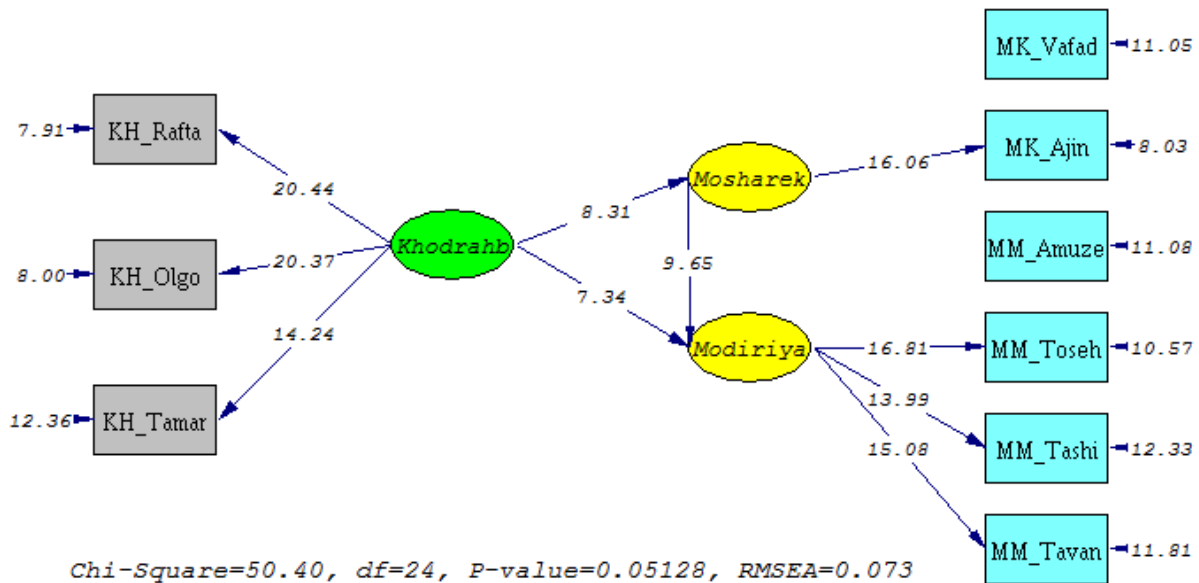 MK_Vafad
11.05
7.91
KH_Rafta
MK_Ajin
8.03
Mosharek
16.06
20.44
8.31
Khodrahb
MM_Amuze
11.08
8.00
KH_Olgo
20.37
9.65
7.34
14.24
Modiriya
16.81
MM_Toseh
10.57
13.99
12.36
KH_Tamar
15.08
MM_Tashi
12.33
MM_Tavan
11.81
Chi-Square=50.40, df=24, P-value=0.05128, RMSEA=0.073